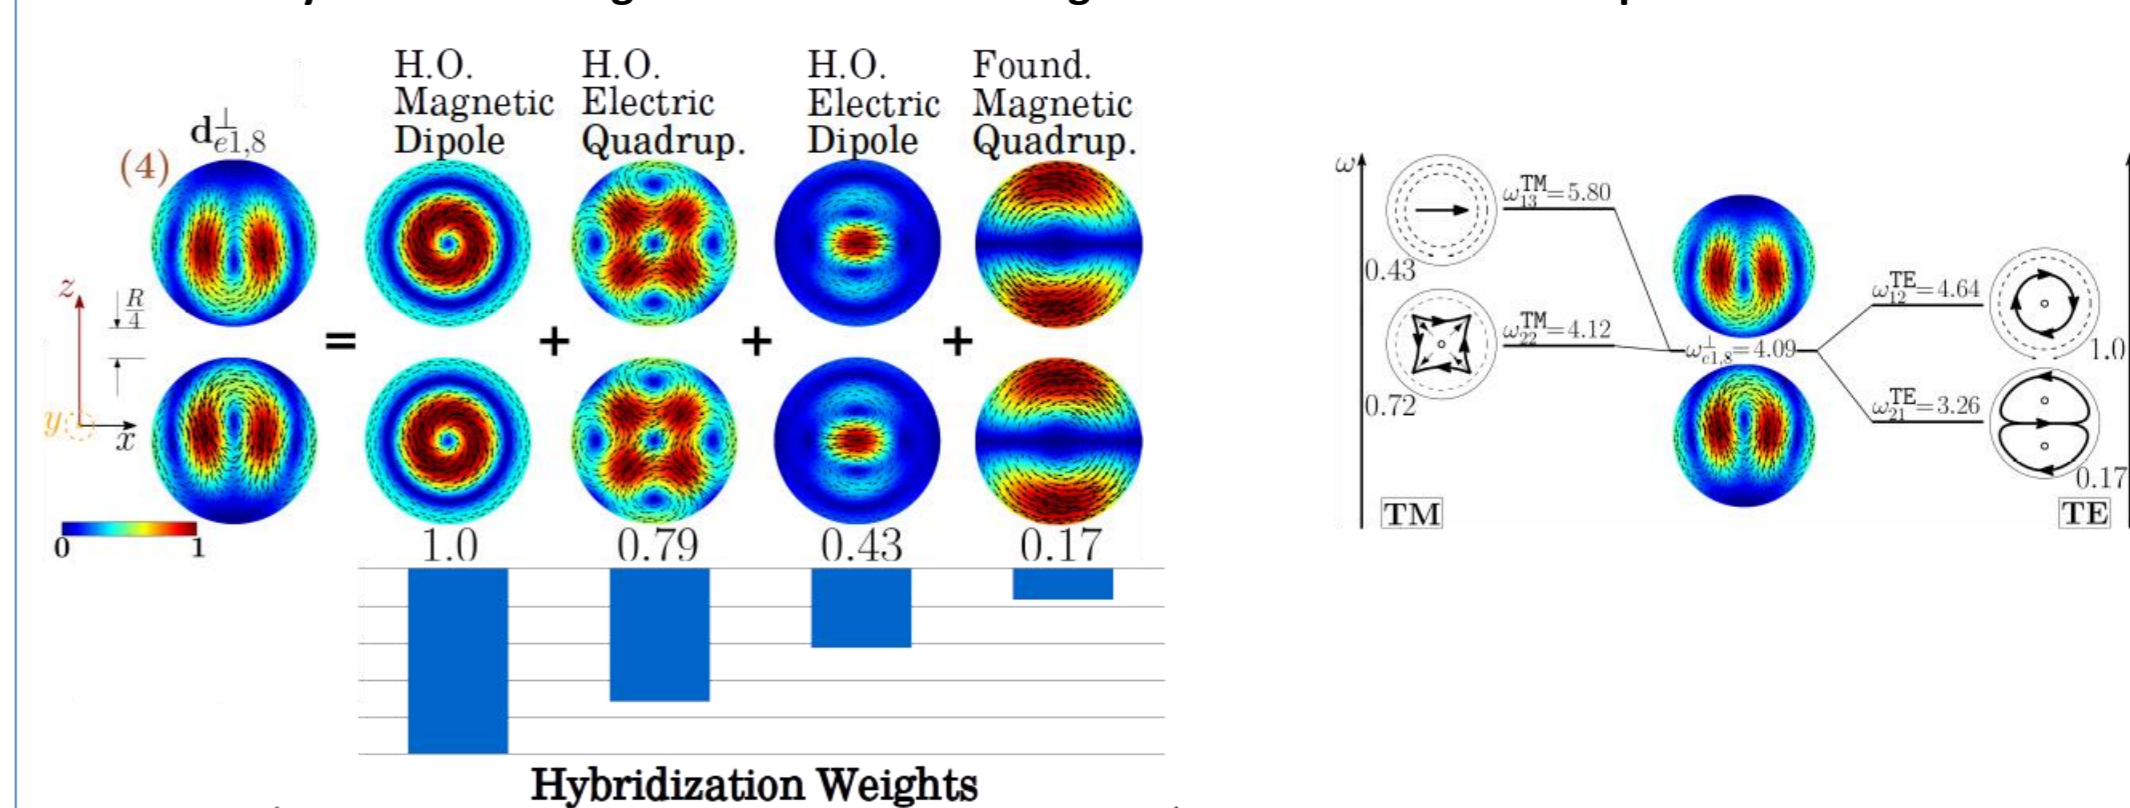 H.O.
Magnetic
Dipole
H.O.
Electric
Quadrup.
H.O.
Electric
Dipole
Found.
Magnetic
Quadrup.
d⊥e1,8
(4)
z
R/4
y
x
=
+
+
+
0
1
1.0
0.79
0.43
0.17
Hybridization Weights
ω
ωTM13=5.80
0.43
ωTM22=4.12
0.72
TM
ω⊥e1,8=4.09
ωTE12=4.64
1.0
ωTE21=3.26
0.17
TE